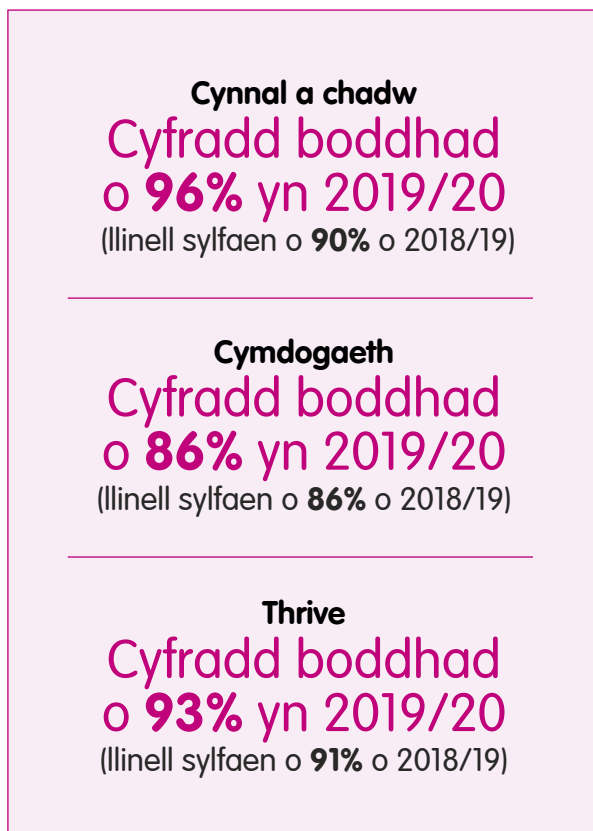 Cynnal a chadw
Cyfradd boddhad
o 96% yn 2019/20
(llinell sylfaen o 90% o 2018/19)
Cymdogaeth
Cyfradd boddhad
o 86% yn 2019/20
(llinell sylfaen o 86% o 2018/19)
Thrive
Cyfradd boddhad
o 93% yn 2019/20
(llinell sylfaen o 91% o 2018/19)